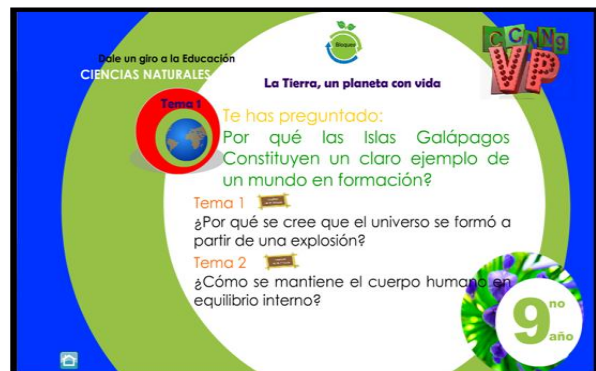 Bloque
CCNN
VP
Dale un giro a la Educación
CIENCIAS NATURALES
La Tierra, un planeta con vida
Tema 1
Te has preguntado:
Por qué las Islas Galápagos
Constituyen un claro ejemplo de
un mundo en formación?
Tema 1
¿Por qué se cree que el universo se formó a
partir de una explosión?
Tema 2
¿Cómo se mantiene el cuerpo humano en
equilibrio interno?
9 no
año